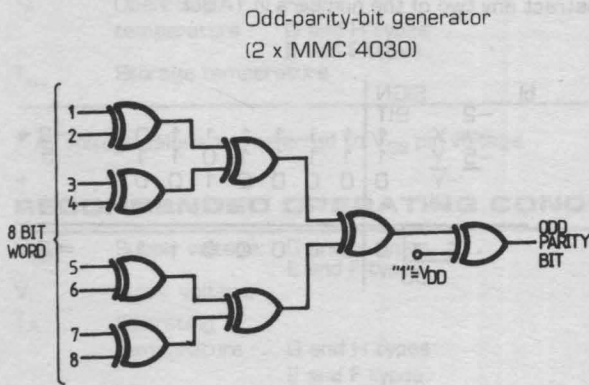 Odd-parity-bit generator
(2 x MMC 4030)
1
2
3
4
8 BIT
WORD
5
6
7
8
"1"=VDD
ODD
PARITY
BIT